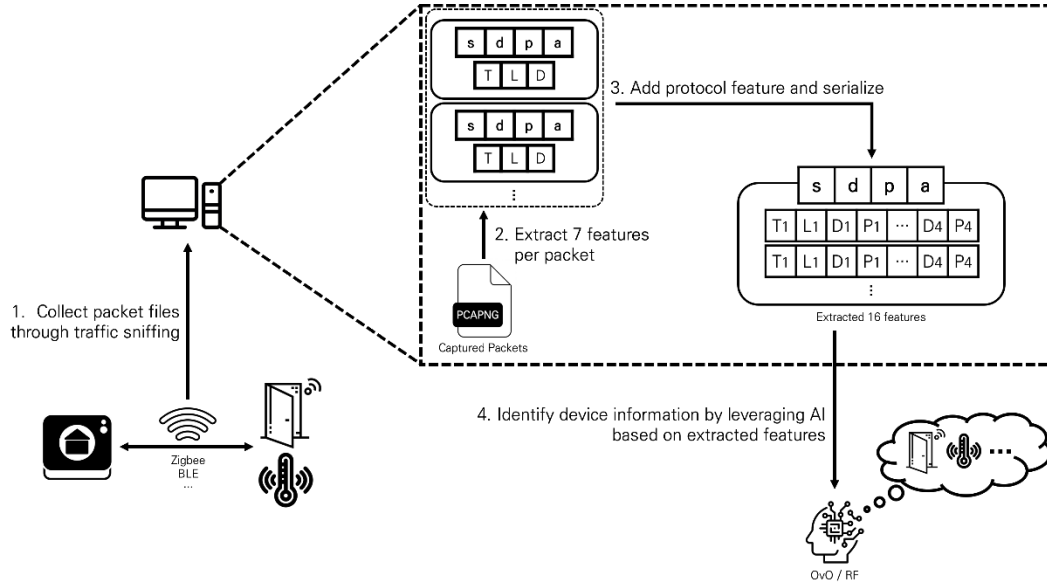 s d p a
T L D
s d p a
T L D
⋮
3. Add protocol feature and serialize
s d p a
T1 L1 D1 P1 ⋯ D4 P4
T1 L1 D1 P1 ⋯ D4 P4
⋮
Extracted 16 features
2. Extract 7 features
per packet
PCAPNG
Captured Packets
1. Collect packet files
through traffic sniffing
Zigbee
BLE
...
4. Identify device information by leveraging AI
based on extracted features
...
OvO / RF